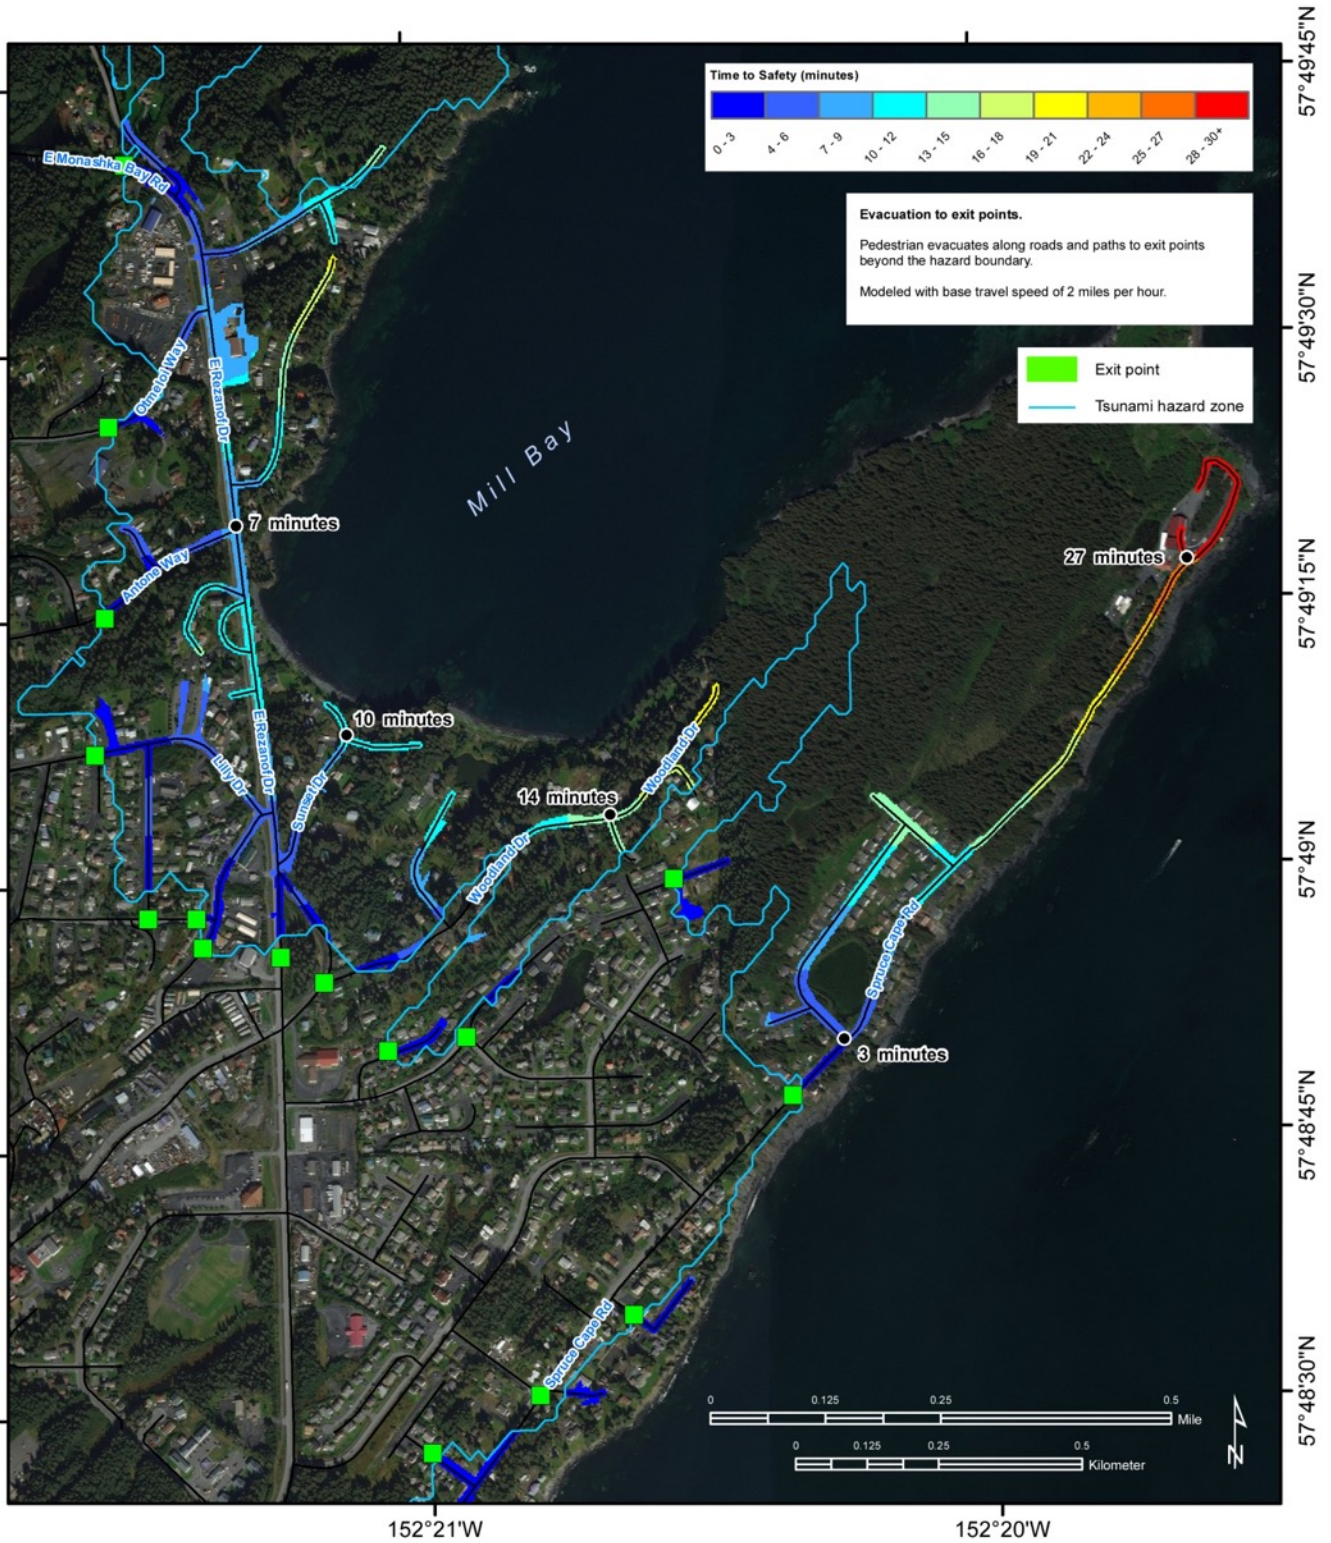 57°49'45"N
Time to Safety (minutes)
0 - 3
4 - 6
7 - 9
10 - 12
13 - 15
16 - 18
19 - 21
22 - 24
25 - 27
28 - 30+
E Monashka Bay Rd
Evacuation to exit points.
Pedestrian evacuates along roads and paths to exit points
beyond the hazard boundary.
Modeled with base travel speed of 2 miles per hour.
57°49'30"N
Exit point
Tsunami hazard zone
Otmeloi Way
E Rezanof Dr
Mill Bay
7 minutes
27 minutes
Antone Way
57°49'15"N
10 minutes
E Rezanof Dr
Lilly Dr
Sunset Dr
Woodland Dr
14 minutes
Woodland Dr
57°49'N
Spruce Cape Rd
3 minutes
57°48'45"N
Spruce Cape Rd
57°48'30"N
0
0.125
0.25
0.5
Mile
0
0.125
0.25
0.5
Kilometer
N
152°21'W
152°20'W